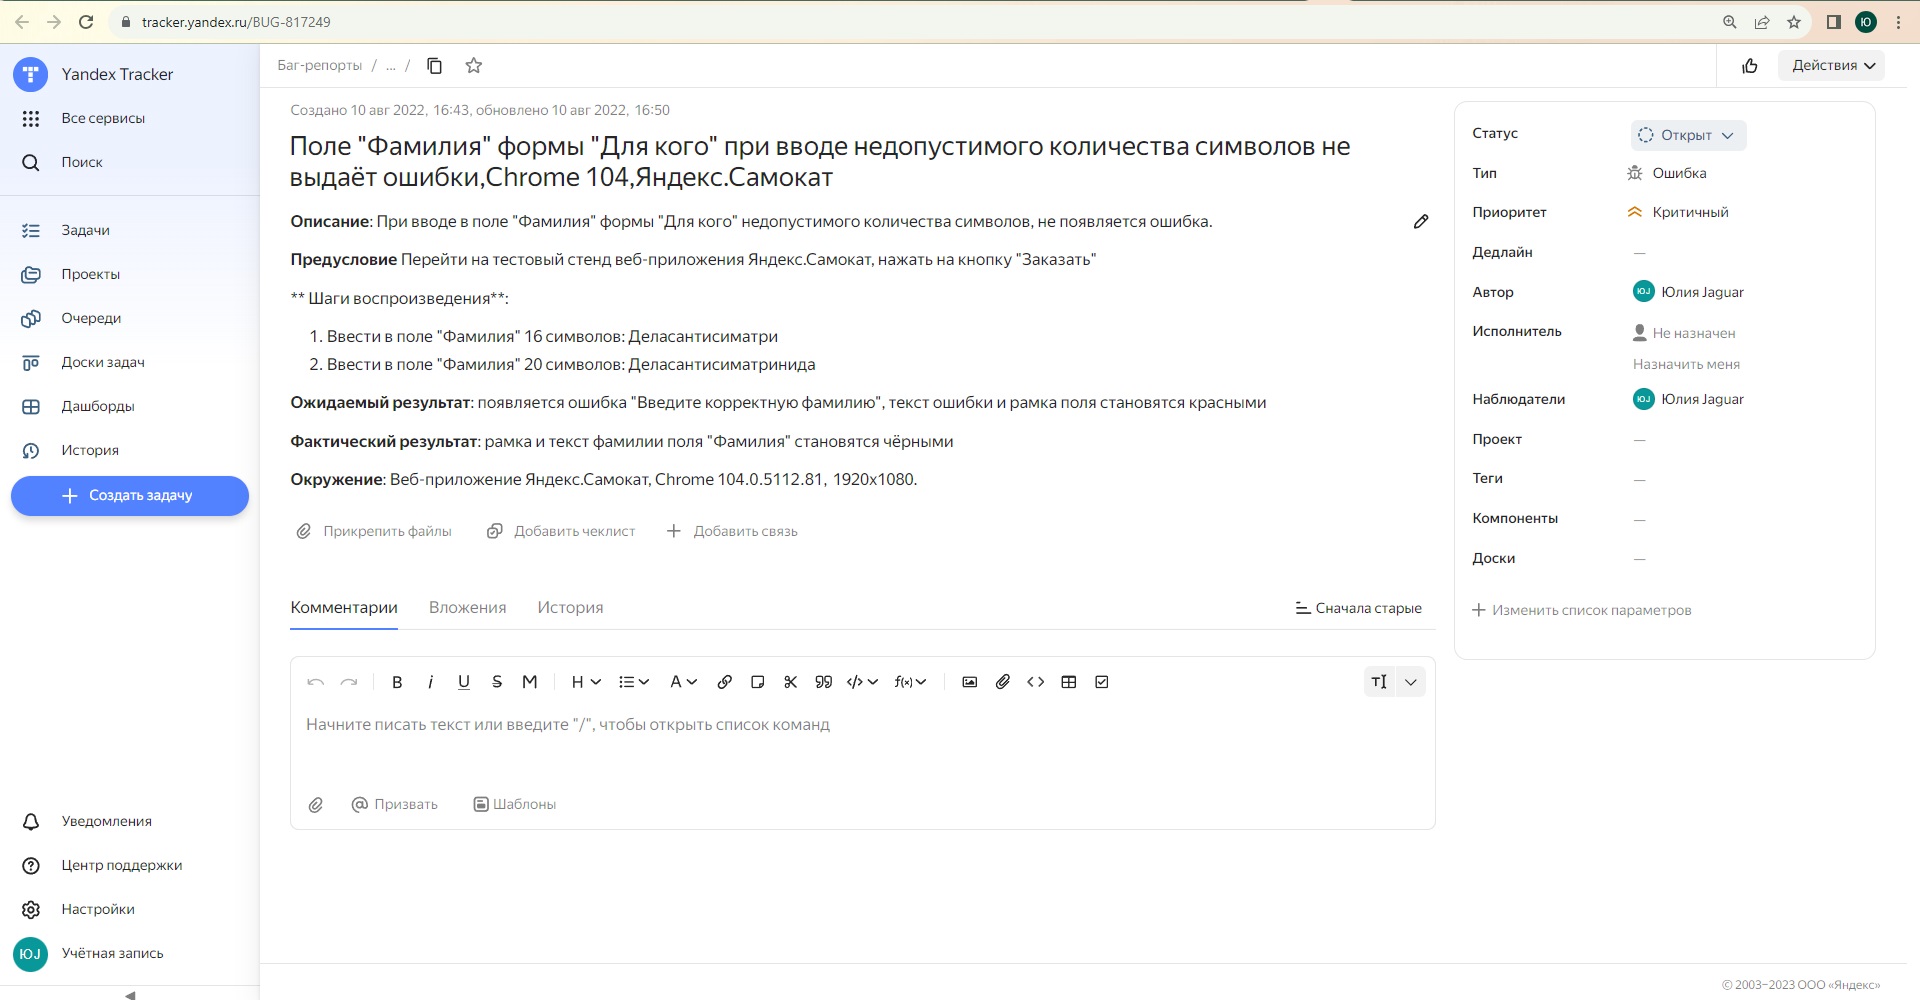 tracker.yandex.ru/BUG-817249
Ю
Yandex Tracker
Все сервисы
Поиск
Задачи
Проекты
Очереди
Доски задач
Дашборды
История
Создать задачу
Уведомления
Центр поддержки
Настройки
ЮJ Учётная запись
Баг-репорты / ... /
Действия
Создано 10 авг 2022, 16:43, обновлено 10 авг 2022, 16:50
Поле "Фамилия" формы "Для кого" при вводе недопустимого количества символов не
выдаёт ошибки,Chrome 104,Яндекс.Самокат
Описание: При вводе в поле "Фамилия" формы "Для кого" недопустимого количества символов, не появляется ошибка.
Предусловие Перейти на тестовый стенд веб-приложения Яндекс.Самокат, нажать на кнопку "Заказать"
** Шаги воспроизведения**:
1. Ввести в поле "Фамилия" 16 символов: Деласантисиматри
2. Ввести в поле "Фамилия" 20 символов: Деласантисиматринида
Ожидаемый результат: появляется ошибка "Введите корректную фамилию", текст ошибки и рамка поля становятся красными
Фактический результат: рамка и текст фамилии поля "Фамилия" становятся чёрными
Окружение: Веб-приложение Яндекс.Самокат, Chrome 104.0.5112.81, 1920x1080.
Прикрепить файлы Добавить чеклист Добавить связь
Комментарии Вложения История Сначала старые
B i U S M H A f(x) T
Начните писать текст или введите "/", чтобы открыть список команд
Призвать Шаблоны
Статус Открыт
Тип Ошибка
Приоритет Критичный
Дедлайн —
Автор ЮJ Юлия Jaguar
Исполнитель Не назначен
Назначить меня
Наблюдатели ЮJ Юлия Jaguar
Проект —
Теги —
Компоненты —
Доски —
Изменить список параметров
© 2003–2023 ООО «Яндекс»